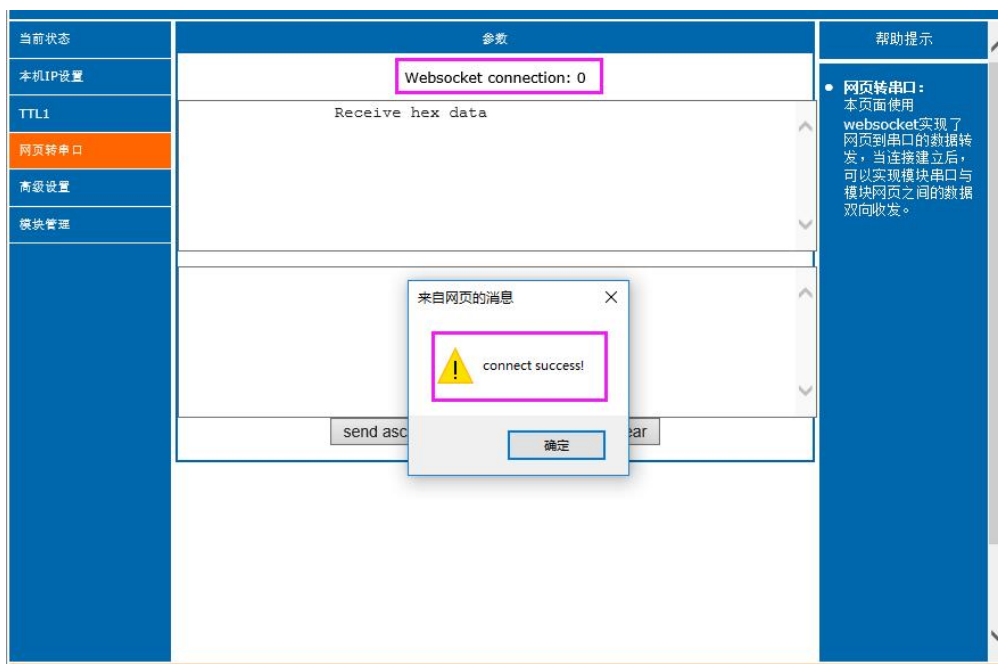 当前状态
本机IP设置
TTL1
网页转串口
高级设置
模块管理
参数
Websocket connection: 0
Receive hex data
来自网页的消息
connect success!
确定
send asc
ear
帮助提示
网页转串口：
本页面使用
websocket实现了
网页到串口的数据转
发，当连接建立后，
可以实现模块串口与
模块网页之间的数据
双向收发。